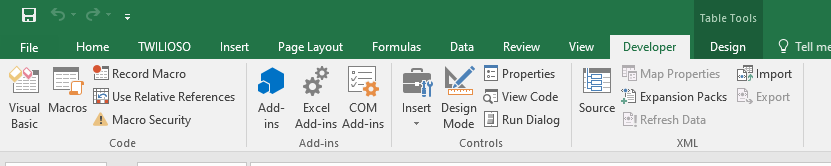 Table Tools
File Home TWILIOSO Insert Page Layout Formulas Data Review View Developer Design Tell me
Visual Basic
Macros
Record Macro
Use Relative References
Macro Security
Code
Add-ins
Excel Add-ins
COM Add-ins
Add-ins
Insert
Design Mode
Properties
View Code
Run Dialog
Controls
Source
Map Properties
Expansion Packs
Refresh Data
Import
Export
XML